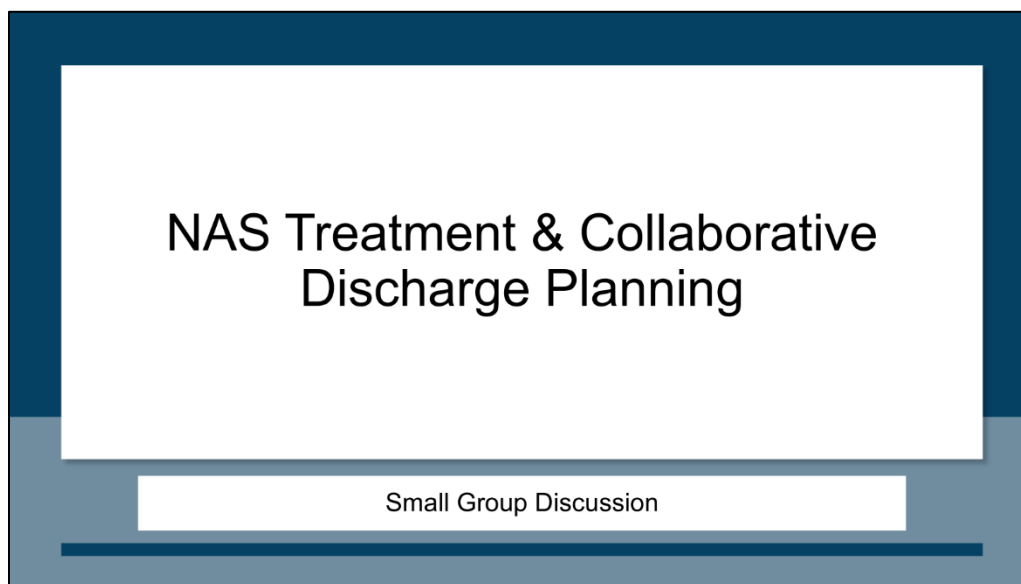 NAS Treatment & Collaborative
Discharge Planning
Small Group Discussion